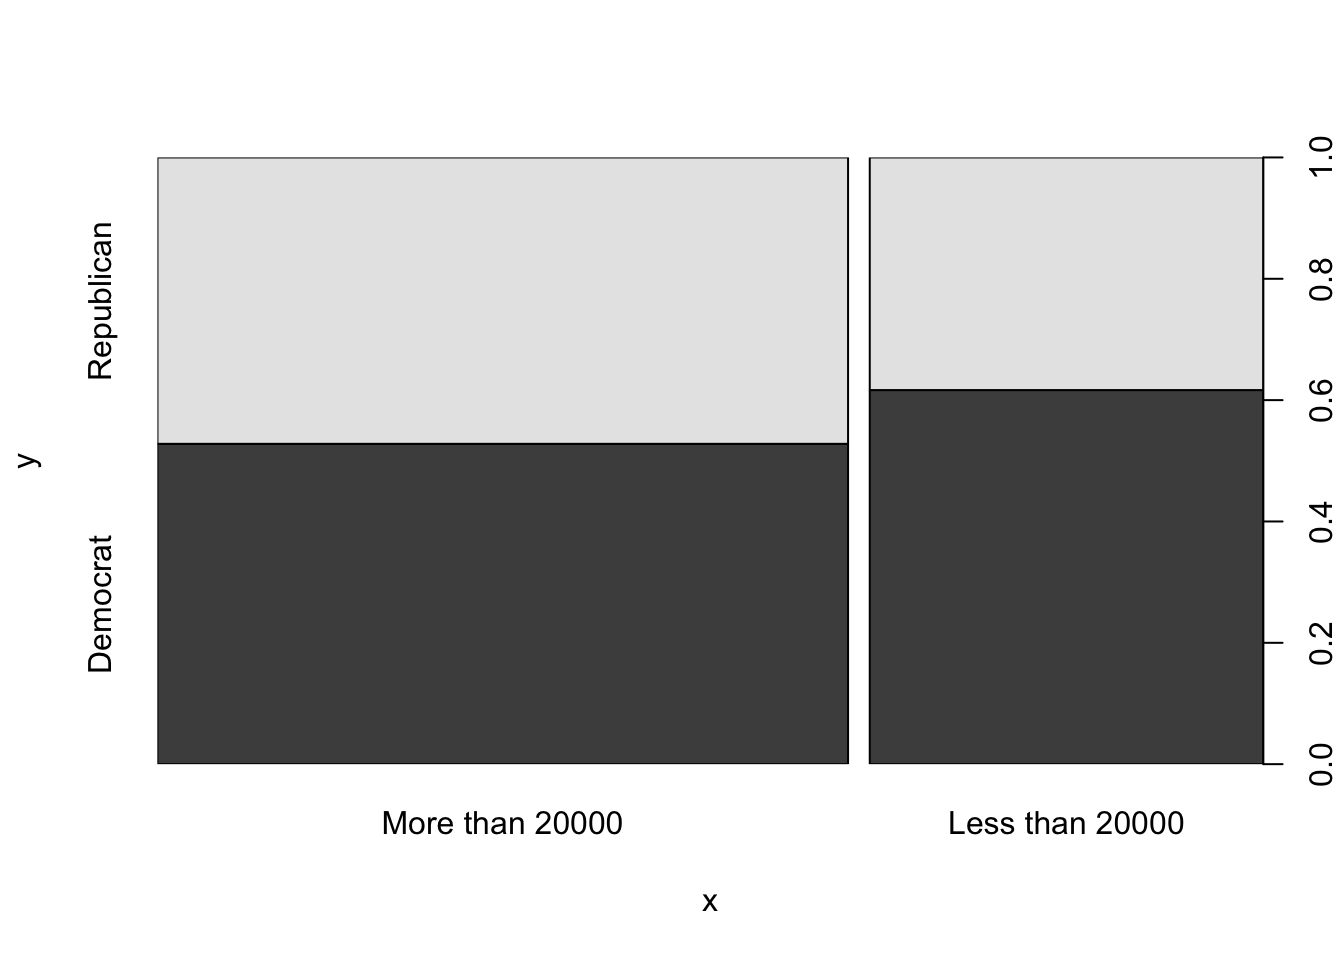 Republican
Democrat
y
1.0
0.8
0.6
0.4
0.2
0.0
More than 20000
Less than 20000
x